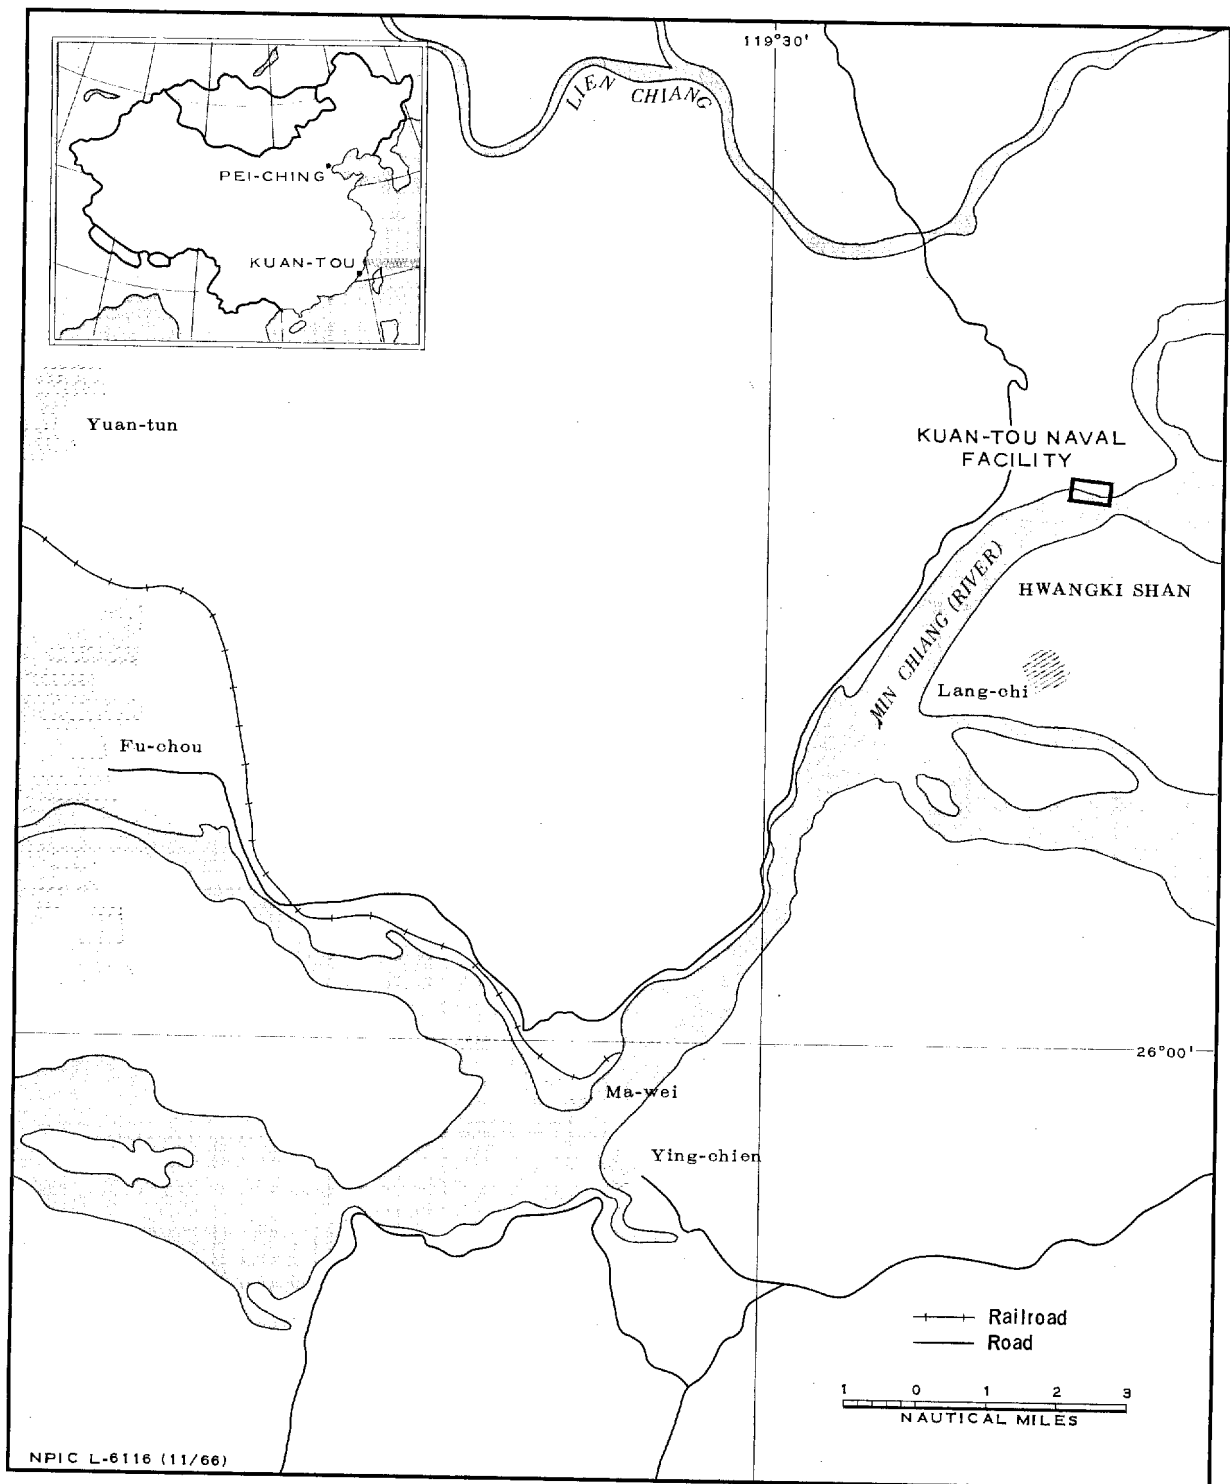 119°30'
LIEN CHIANG
PEI-CHING
KUAN-TOU
Yuan-tun
KUAN-TOU NAVAL
FACILITY
MIN CHIANG (RIVER)
HWANGKI SHAN
Lang-chi
Fu-chou
26°00'
Ma-wei
Ying-chien
Railroad
Road
1 0 1 2 3
NAUTICAL MILES
NPIC L-6116 (11/66)